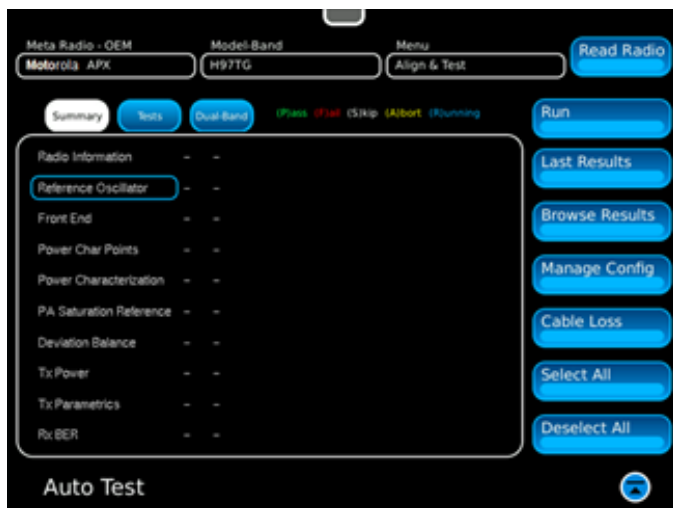 Meta Radio - OEM
Model-Band
Menu
Read Radio
Motorola APX
H97TG
Align & Test
Summary
Tests
Dual-Band
(P)ass (F)ail (S)kip (A)bort (R)unning
Run
Radio Information - -
Last Results
Reference Oscillator - -
Front End - -
Browse Results
Power Char Points - -
Manage Config
Power Characterization - -
PA Saturation Reference - -
Cable Loss
Deviation Balance - -
Tx Power - -
Select All
Tx Parametrics - -
Rx BER - -
Deselect All
Auto Test